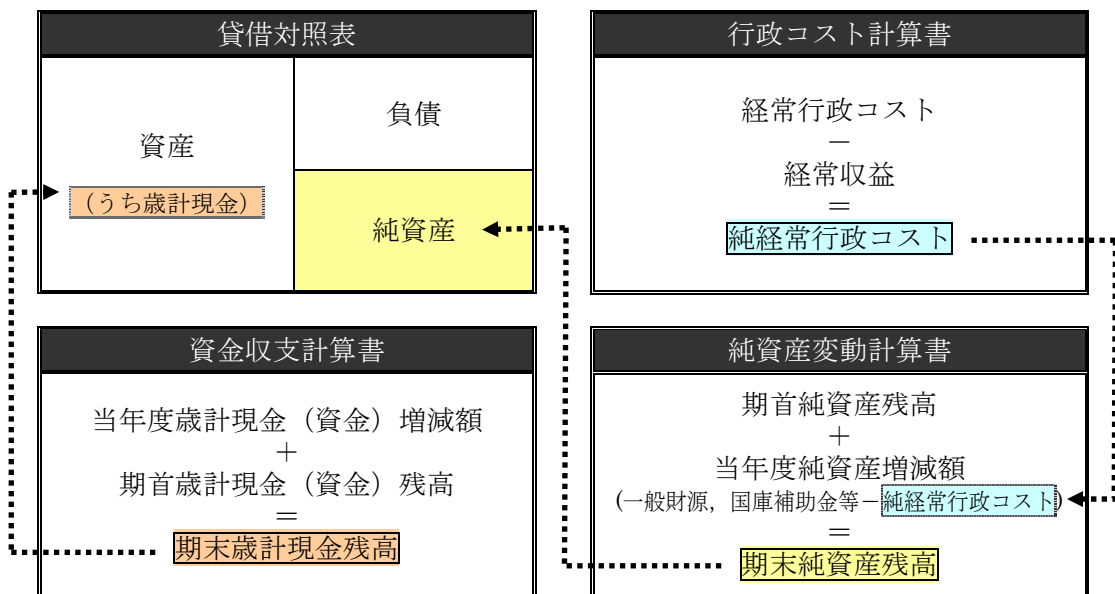 貸借対照表
資産
（うち歳計現金）
負債
純資産
行政コスト計算書
経常行政コスト
－
経常収益
＝
純経常行政コスト
資金収支計算書
当年度歳計現金（資金）増減額
＋
期首歳計現金（資金）残高
＝
期末歳計現金残高
純資産変動計算書
期首純資産残高
＋
当年度純資産増減額
(一般財源，国庫補助金等－純経常行政コスト)
＝
期末純資産残高